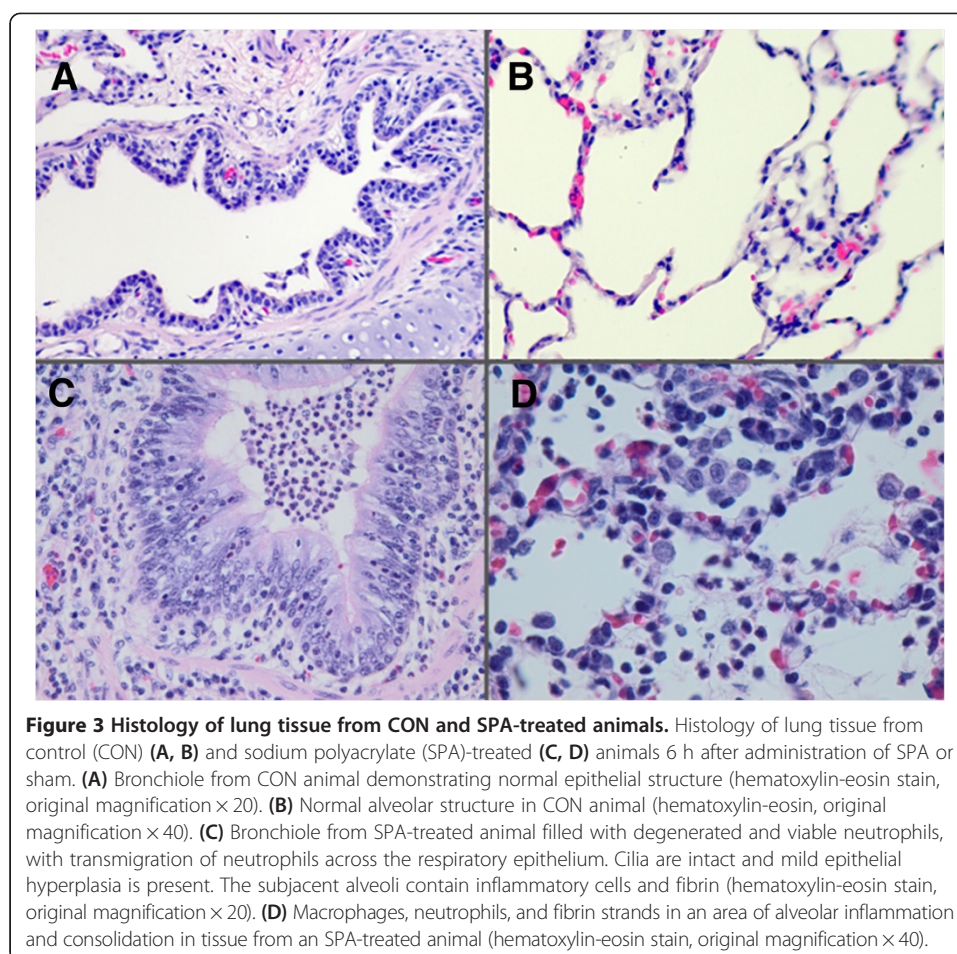 A
B
C
D
Figure 3 Histology of lung tissue from CON and SPA-treated animals. Histology of lung tissue from
control (CON) (A, B) and sodium polyacrylate (SPA)-treated (C, D) animals 6 h after administration of SPA or
sham. (A) Bronchiole from CON animal demonstrating normal epithelial structure (hematoxylin-eosin stain,
original magnification × 20). (B) Normal alveolar structure in CON animal (hematoxylin-eosin, original
magnification × 40). (C) Bronchiole from SPA-treated animal filled with degenerated and viable neutrophils,
with transmigration of neutrophils across the respiratory epithelium. Cilia are intact and mild epithelial
hyperplasia is present. The subjacent alveoli contain inflammatory cells and fibrin (hematoxylin-eosin stain,
original magnification × 20). (D) Macrophages, neutrophils, and fibrin strands in an area of alveolar inflammation
and consolidation in tissue from an SPA-treated animal (hematoxylin-eosin stain, original magnification × 40).